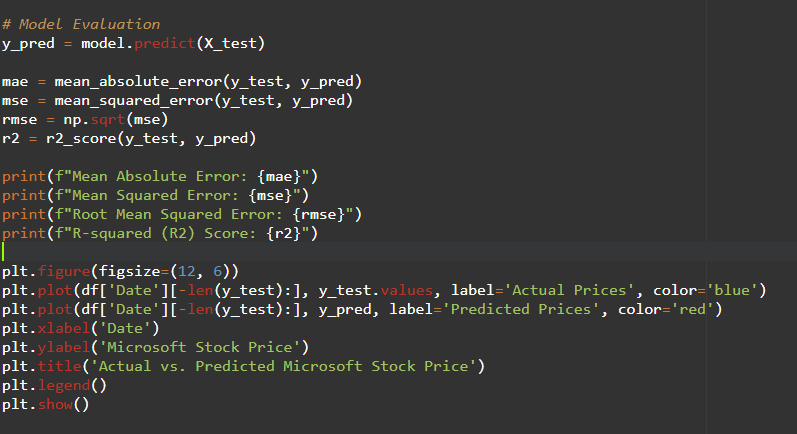 # Model Evaluation
y_pred = model.predict(X_test)
mae = mean_absolute_error(y_test, y_pred)
mse = mean_squared_error(y_test, y_pred)
rmse = np.sqrt(mse)
r2 = r2_score(y_test, y_pred)
print(f"Mean Absolute Error: {mae}")
print(f"Mean Squared Error: {mse}")
print(f"Root Mean Squared Error: {rmse}")
print(f"R-squared (R2) Score: {r2}")
plt.figure(figsize=(12, 6))
plt.plot(df['Date'][-len(y_test):], y_test.values, label='Actual Prices', color='blue')
plt.plot(df['Date'][-len(y_test):], y_pred, label='Predicted Prices', color='red')
plt.xlabel('Date')
plt.ylabel('Microsoft Stock Price')
plt.title('Actual vs. Predicted Microsoft Stock Price')
plt.legend()
plt.show()